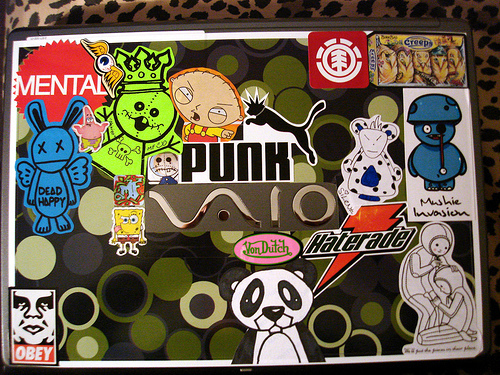 MENTAL
Creeps
PUNK
DEAD
HAPPY
VAIO
Von Dutch
Haterade
Mushie
Invasion
OBEY